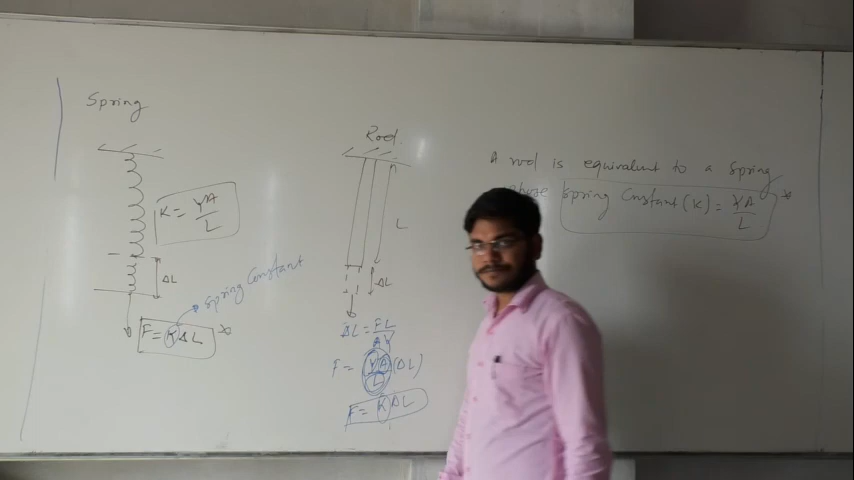 Spring
K = YA/L
ΔL
F = KΔL
Spring Constant
Rod
L
ΔL
ΔL = FL/AY
F = (YA/L) (ΔL)
F = KΔL
A rod is equivalent to a spring
whose Spring Constant (K) = YA/L